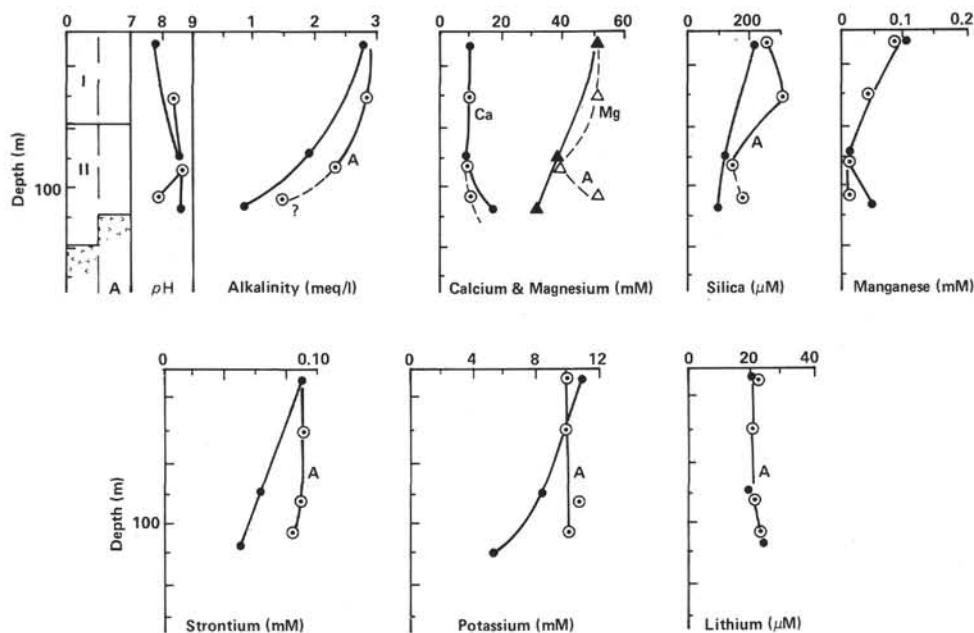 7 8 9
1 2 3
0 20 40 60
0 200
0 0.1 0.2
I
II
Depth (m)
100
A
pH
A
?
Alkalinity (meq/l)
Ca
Mg
A
Calcium & Magnesium (mM)
A
Silica (μM)
Manganese (mM)
0 0.10
0 4 8 12
0 20 40
Depth (m)
100
A
Strontium (mM)
A
Potassium (mM)
A
Lithium (μM)